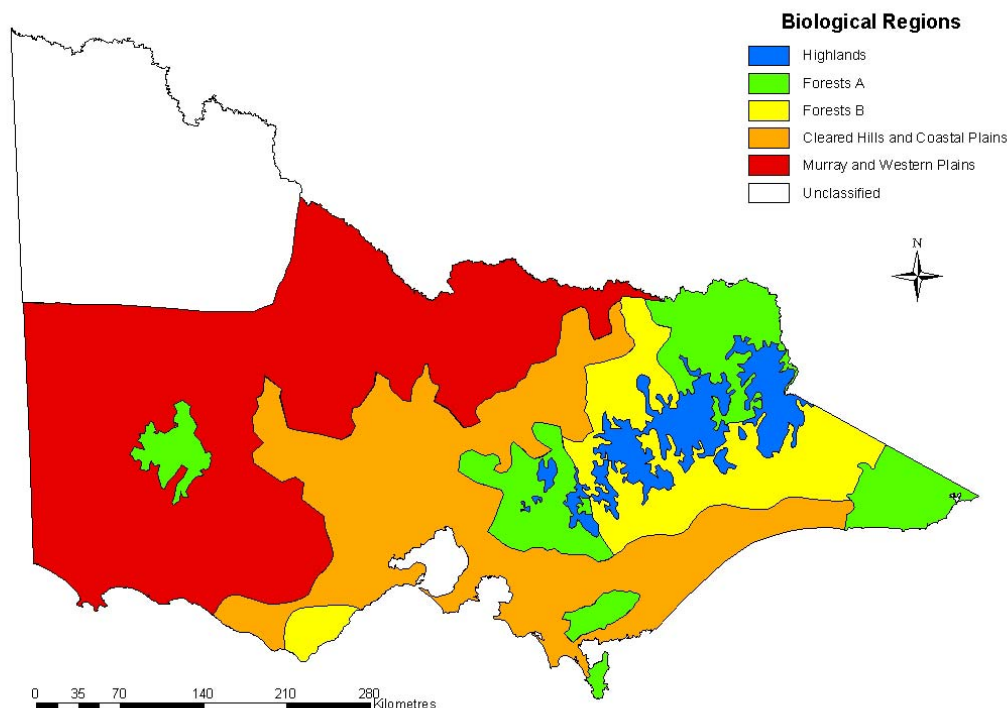 Biological Regions
Highlands
Forests A
Forests B
Cleared Hills and Coastal Plains
Murray and Western Plains
Unclassified
N
0 35 70 140 210 280
Kilometres